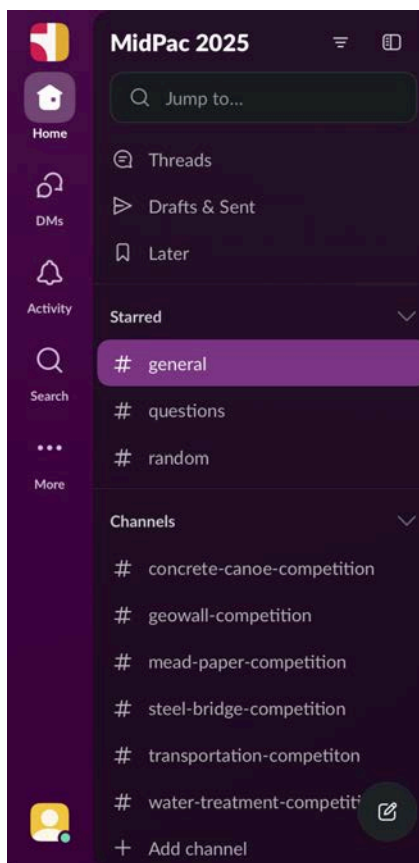 Home
DMs
Activity
Search
More
MidPac 2025
Jump to...
Threads
Drafts & Sent
Later
Starred
# general
# questions
# random
Channels
# concrete-canoe-competition
# geowall-competition
# mead-paper-competition
# steel-bridge-competition
# transportation-competiton
# water-treatment-competiti
+ Add channel